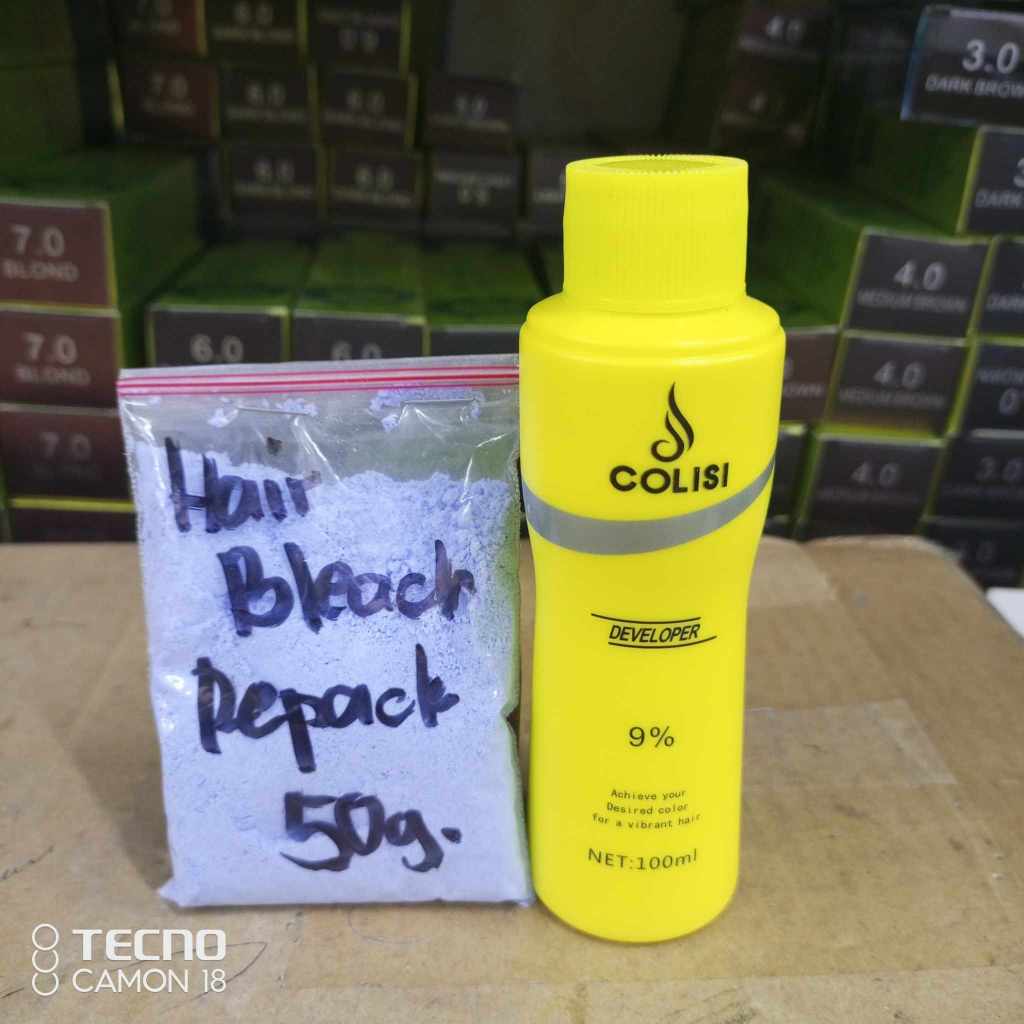 3.0
DARK BROWN
7.0
BLOND
7.0
BLOND
7.0
6.0
6.0
4.0
MEDIUM BROWN
4.0
MEDIUM BROWN
4.0
3.0
Hair
Bleach
Repack
50g.
COLISI
DEVELOPER
9%
Achieve your
Desired color
for a vibrant hair
NET:100ml
TECNO
CAMON 18